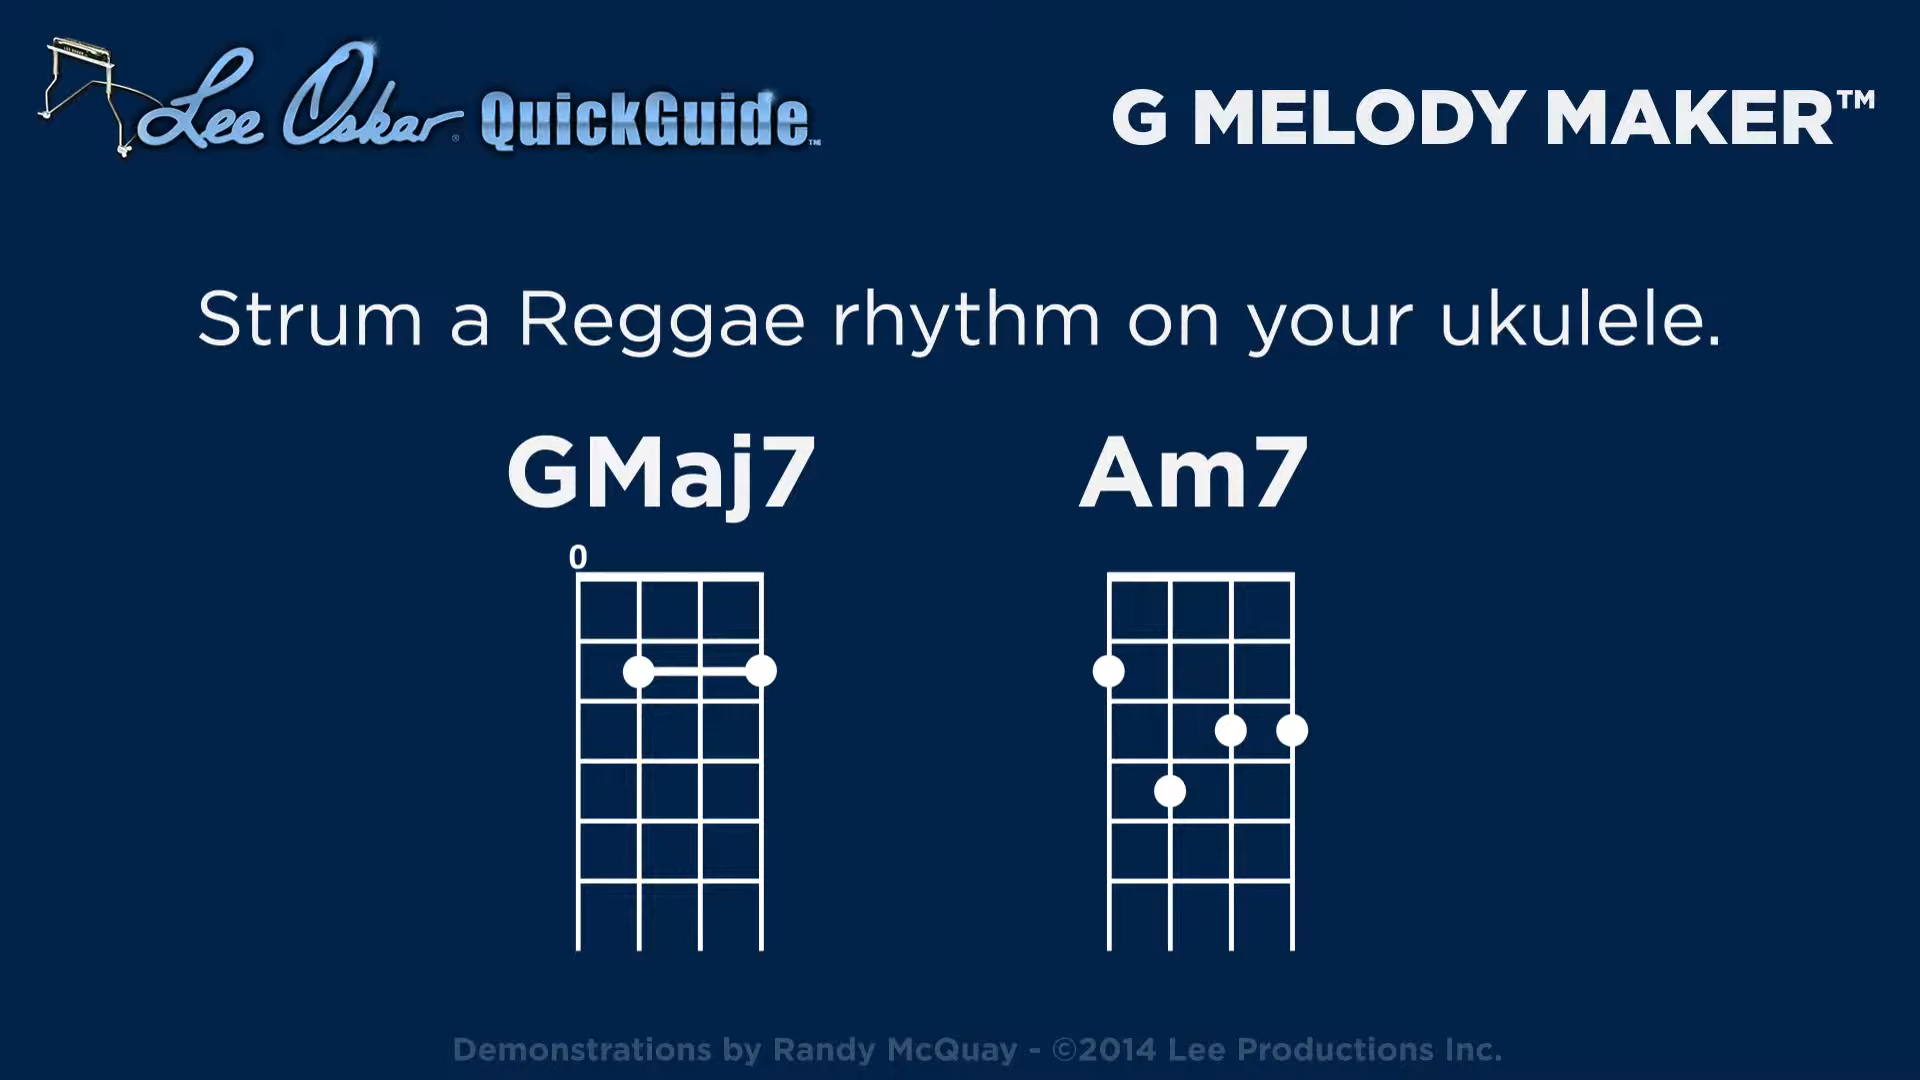 Lee Oskar® QuickGuide™
G MELODY MAKER™
Strum a Reggae rhythm on your ukulele.
GMaj7 Am7
0
Demonstrations by Randy McQuay - ©2014 Lee Productions Inc.